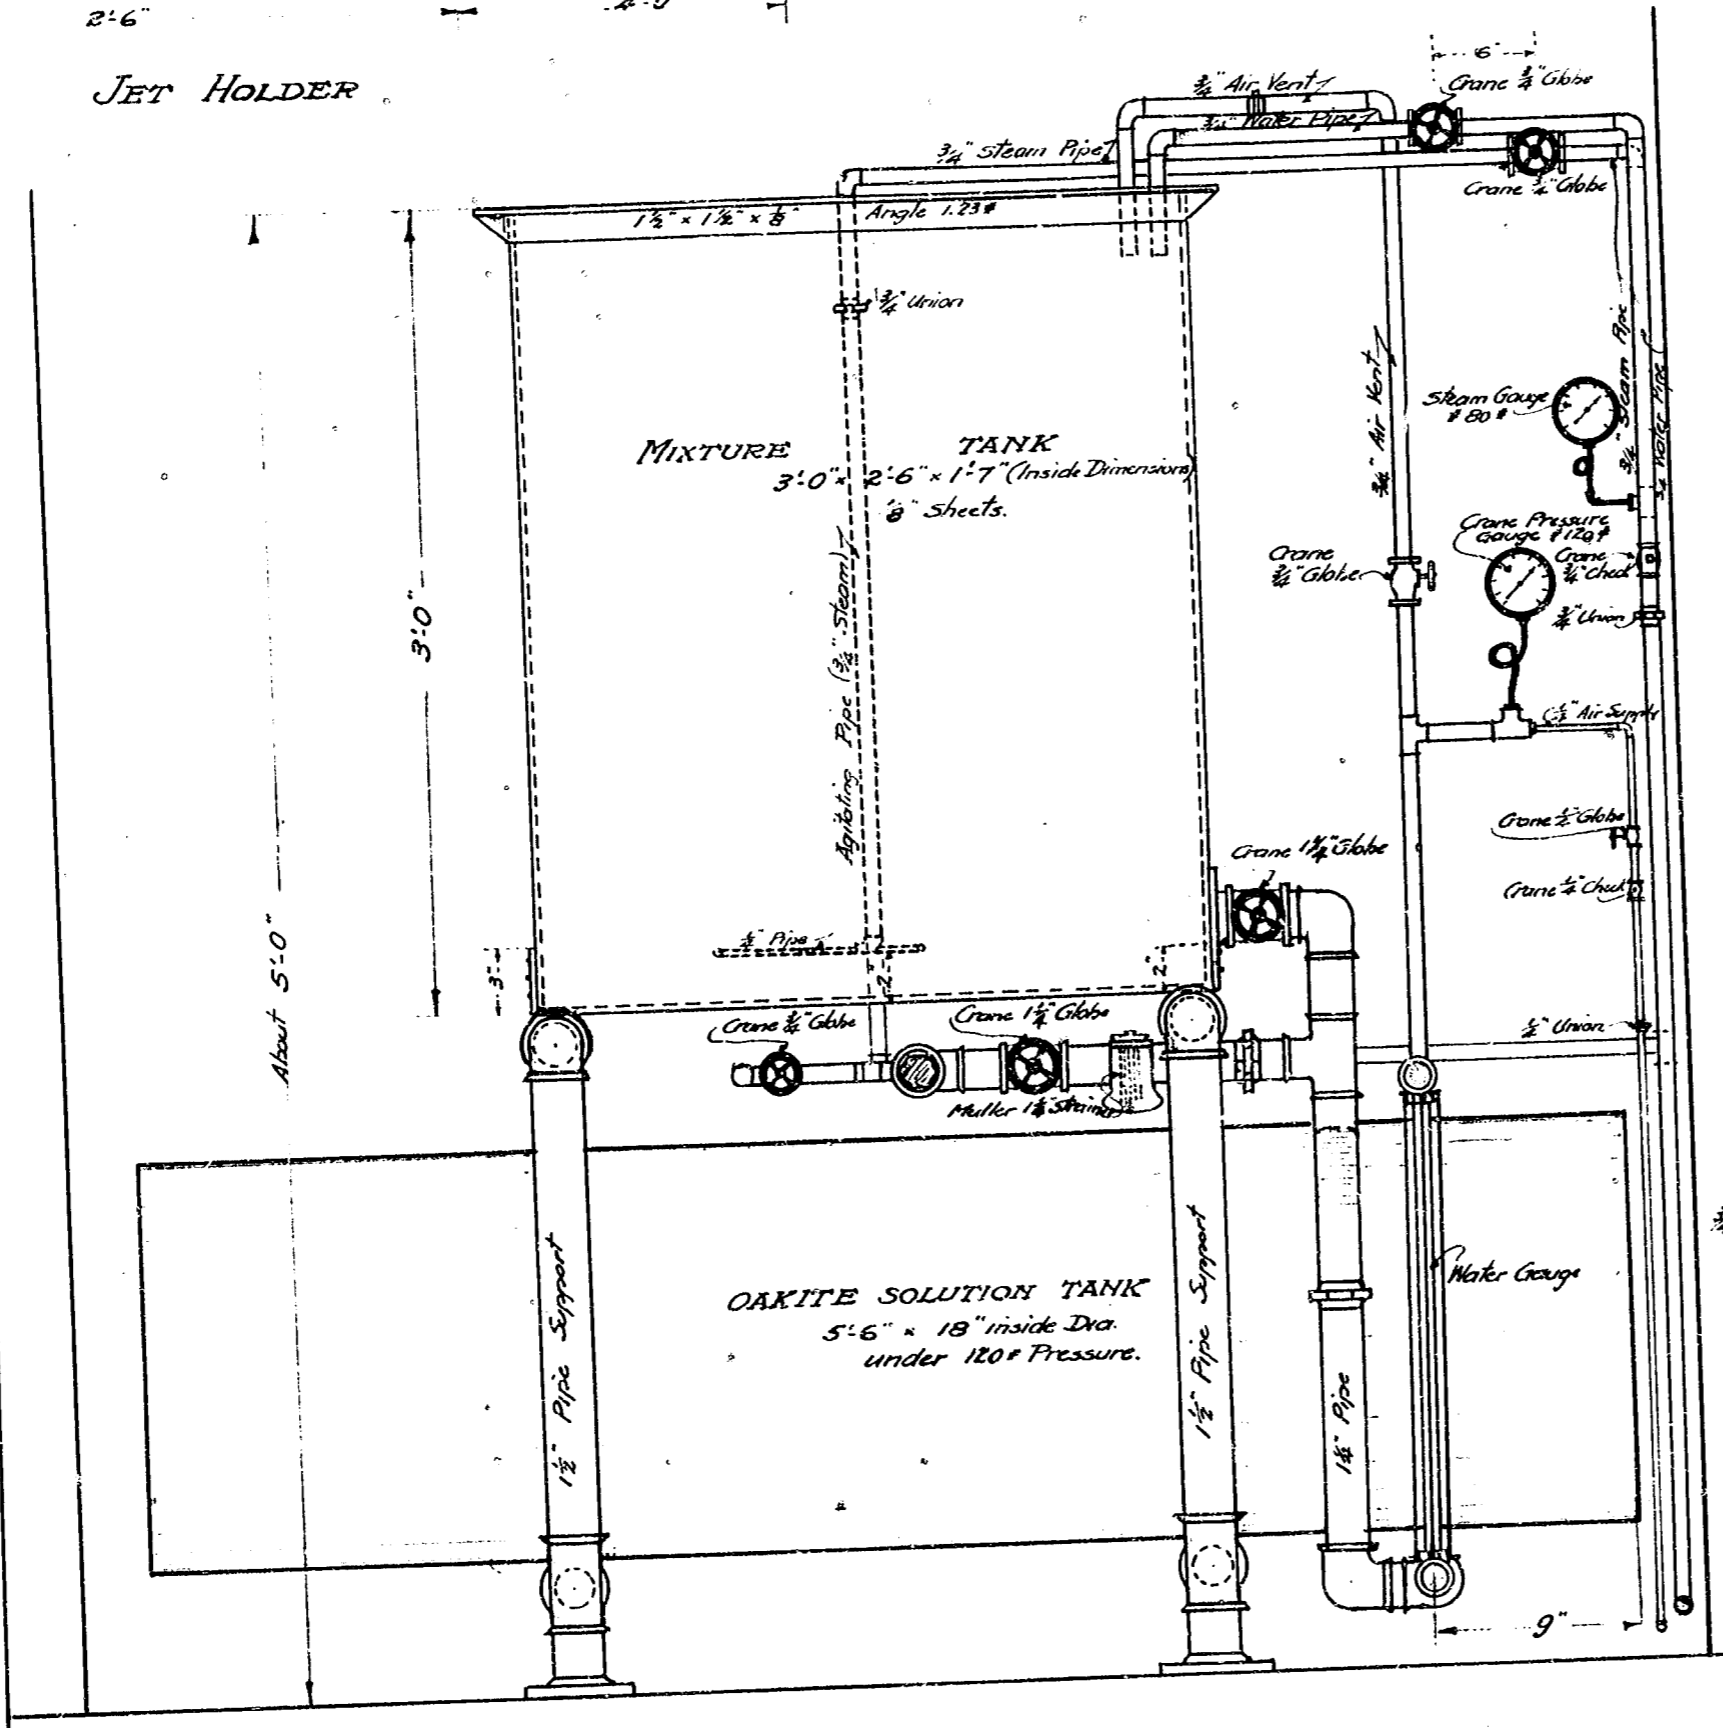 2'-6"
JET HOLDER
6"
3/4" Air Vent
Crane 3/4" Globe
3/4" Water Pipe
3/4" Steam Pipe
Crane 3/4" Globe
1 1/2" × 1 1/2" × 1/8" Angle 1.23#
3/4" Union
3/4" Air Vent
3/4" Steam Pipe
3/4" Water Pipe
Steam Gauge
# 80 #
MIXTURE TANK
3'-0" × 2'-6" × 1'-7" (Inside Dimensions)
1/8" Sheets.
Crane Pressure
Gauge #120#
Crane
3/4" Check
Crane
3/4" Globe
3/4" Union
3'-0"
Agitating Pipe (3/4" Steam)
Air Supply
Crane 1/2" Globe
Crane 1 1/4" Globe
Crane Check
About 5'-0"
3"
Pipe
2"
2"
Crane 3/4" Globe
Crane 1 1/4" Globe
Union
Muller 1 1/4" Strainer
1 1/2" Pipe Support
1 1/2" Pipe Support
OAKITE SOLUTION TANK
5'-6" × 18" inside Dia.
under 120# Pressure.
Water Gauge
1 1/4" Pipe
9"